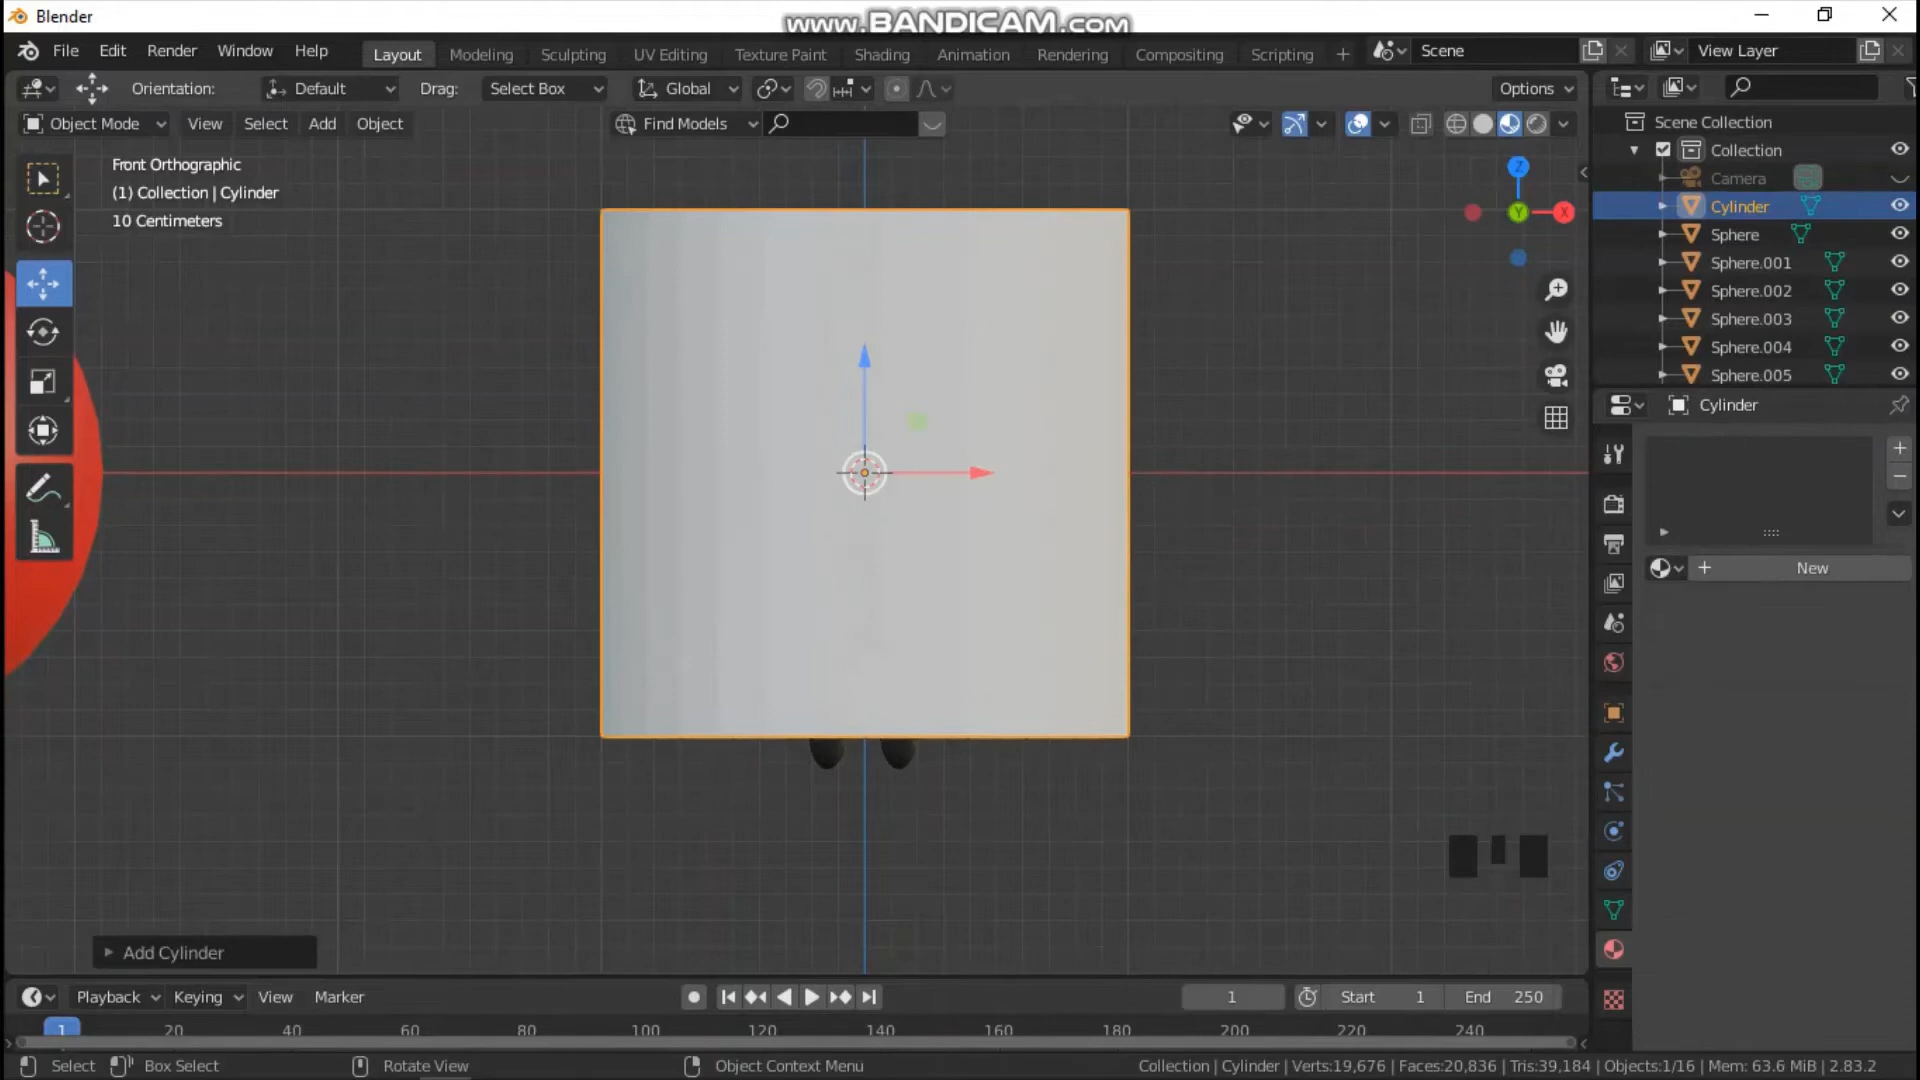 Blender
www.BANDICAM.com
File Edit Render Window Help
Layout Modeling Sculpting UV Editing Texture Paint Shading Animation Rendering Compositing Scripting +
Scene
View Layer
Orientation: Default Drag: Select Box Global Options
Object Mode View Select Add Object Find Models
Front Orthographic
(1) Collection | Cylinder
10 Centimeters
Z
Y
X
Scene Collection
Collection
Camera
Cylinder
Sphere
Sphere.001
Sphere.002
Sphere.003
Sphere.004
Sphere.005
Cylinder
New
Add Cylinder
Playback Keying View Marker 1 Start 1 End 250
1 20 40 60 80 100 120 140 160 180 200 220 240
Select Box Select Rotate View Object Context Menu Collection | Cylinder | Verts:19,676 | Faces:20,836 | Tris:39,184 | Objects:1/16 | Mem: 63.6 MiB | 2.83.2